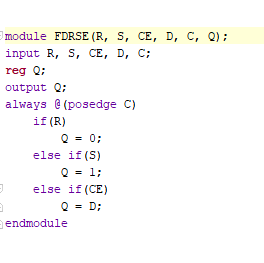 module FDRSE(R, S, CE, D, C, Q);
input R, S, CE, D, C;
reg Q;
output Q;
always @(posedge C)
    if(R)
        Q = 0;
    else if(S)
        Q = 1;
    else if(CE)
        Q = D;
endmodule